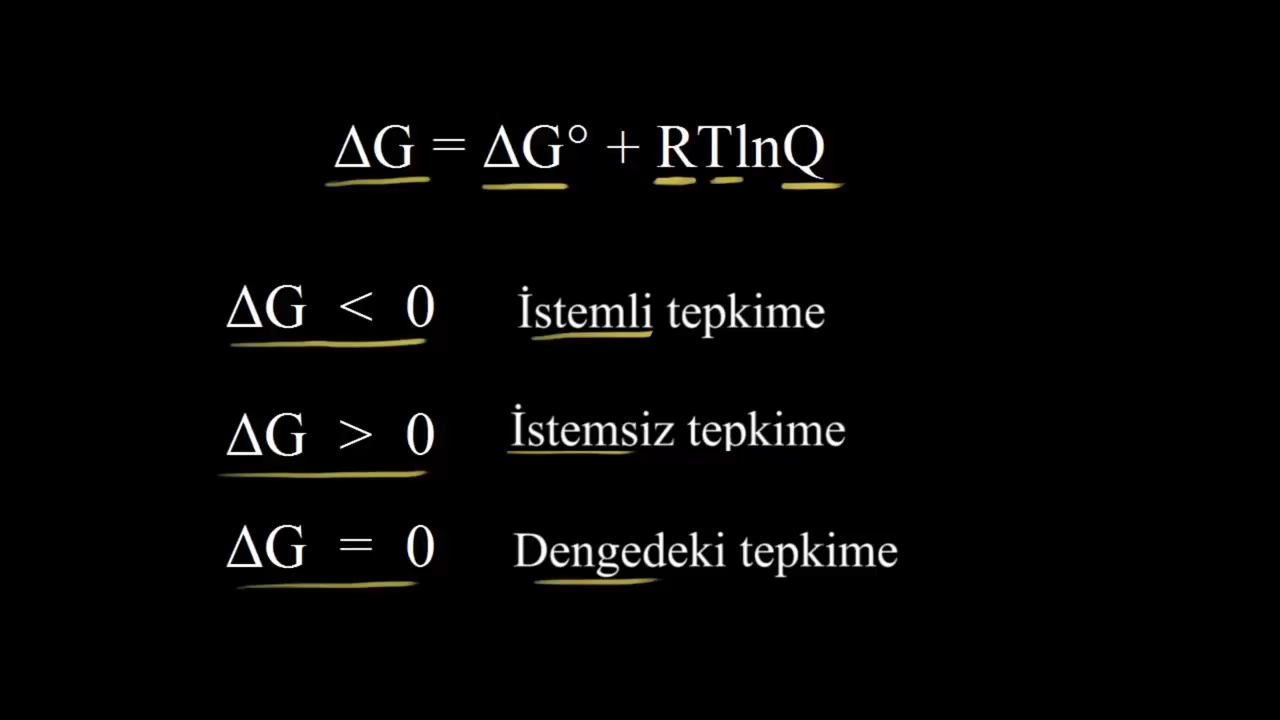 ΔG = ΔG° + RTlnQ
ΔG < 0 İstemli tepkime
ΔG > 0 İstemsiz tepkime
ΔG = 0 Dengedeki tepkime